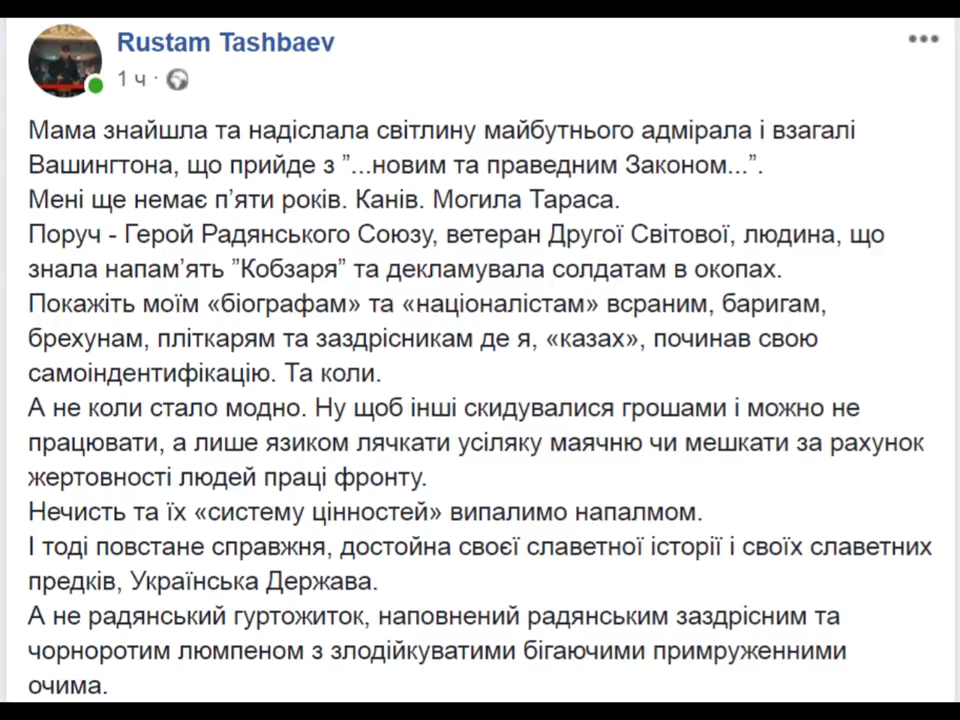 Rustam Tashbaev
1 ч ·
Мама знайшла та надіслала світлину майбутнього адмірала і взагалі
Вашингтона, що прийде з ”...новим та праведним Законом...”.
Мені ще немає п’яти років. Канів. Могила Тараса.
Поруч - Герой Радянського Союзу, ветеран Другої Світової, людина, що
знала напам’ять ”Кобзаря” та декламувала солдатам в окопах.
Покажіть моїм «біографам» та «націоналістам» всраним, баригам,
брехунам, пліткарям та заздрісникам де я, «казах», починав свою
самоіндентифікацію. Та коли.
А не коли стало модно. Ну щоб інші скидувалися грошами і можно не
працювати, а лише язиком лячкати усіляку маячню чи мешкати за рахунок
жертовності людей праці фронту.
Нечисть та їх «систему цінностей» випалимо напалмом.
І тоді повстане справжня, достойна своєї славетної історії і своїх славетних
предків, Українська Держава.
А не радянський гуртожиток, наповнений радянським заздрісним та
чорноротим люмпеном з злодійкуватими бігаючими примруженними
очима.